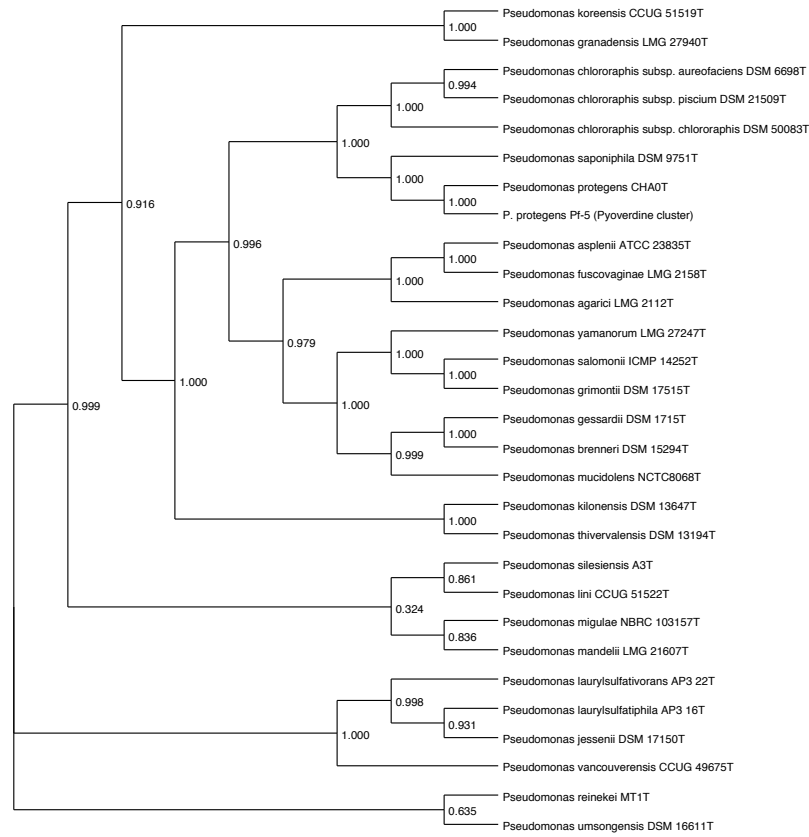 Pseudomonas koreensis CCUG 51519T
1.000
Pseudomonas granadensis LMG 27940T
Pseudomonas chlororaphis subsp. aureofaciens DSM 6698T
0.994
Pseudomonas chlororaphis subsp. piscium DSM 21509T
1.000
Pseudomonas chlororaphis subsp. chlororaphis DSM 50083T
1.000
Pseudomonas saponiphila DSM 9751T
1.000
Pseudomonas protegens CHA0T
1.000
P. protegens Pf-5 (Pyoverdine cluster)
0.916
0.996
Pseudomonas asplenii ATCC 23835T
1.000
Pseudomonas fuscovaginae LMG 2158T
1.000
Pseudomonas agarici LMG 2112T
0.979
Pseudomonas yamanorum LMG 27247T
1.000
Pseudomonas salomonii ICMP 14252T
1.000
Pseudomonas grimontii DSM 17515T
1.000
1.000
0.999
Pseudomonas gessardii DSM 1715T
1.000
Pseudomonas brenneri DSM 15294T
0.999
Pseudomonas mucidolens NCTC8068T
Pseudomonas kilonensis DSM 13647T
1.000
Pseudomonas thivervalensis DSM 13194T
Pseudomonas silesiensis A3T
0.861
Pseudomonas lini CCUG 51522T
0.324
Pseudomonas migulae NBRC 103157T
0.836
Pseudomonas mandelii LMG 21607T
Pseudomonas laurylsulfativorans AP3 22T
0.998
Pseudomonas laurylsulfatiphila AP3 16T
0.931
Pseudomonas jessenii DSM 17150T
1.000
Pseudomonas vancouverensis CCUG 49675T
Pseudomonas reinekei MT1T
0.635
Pseudomonas umsongensis DSM 16611T